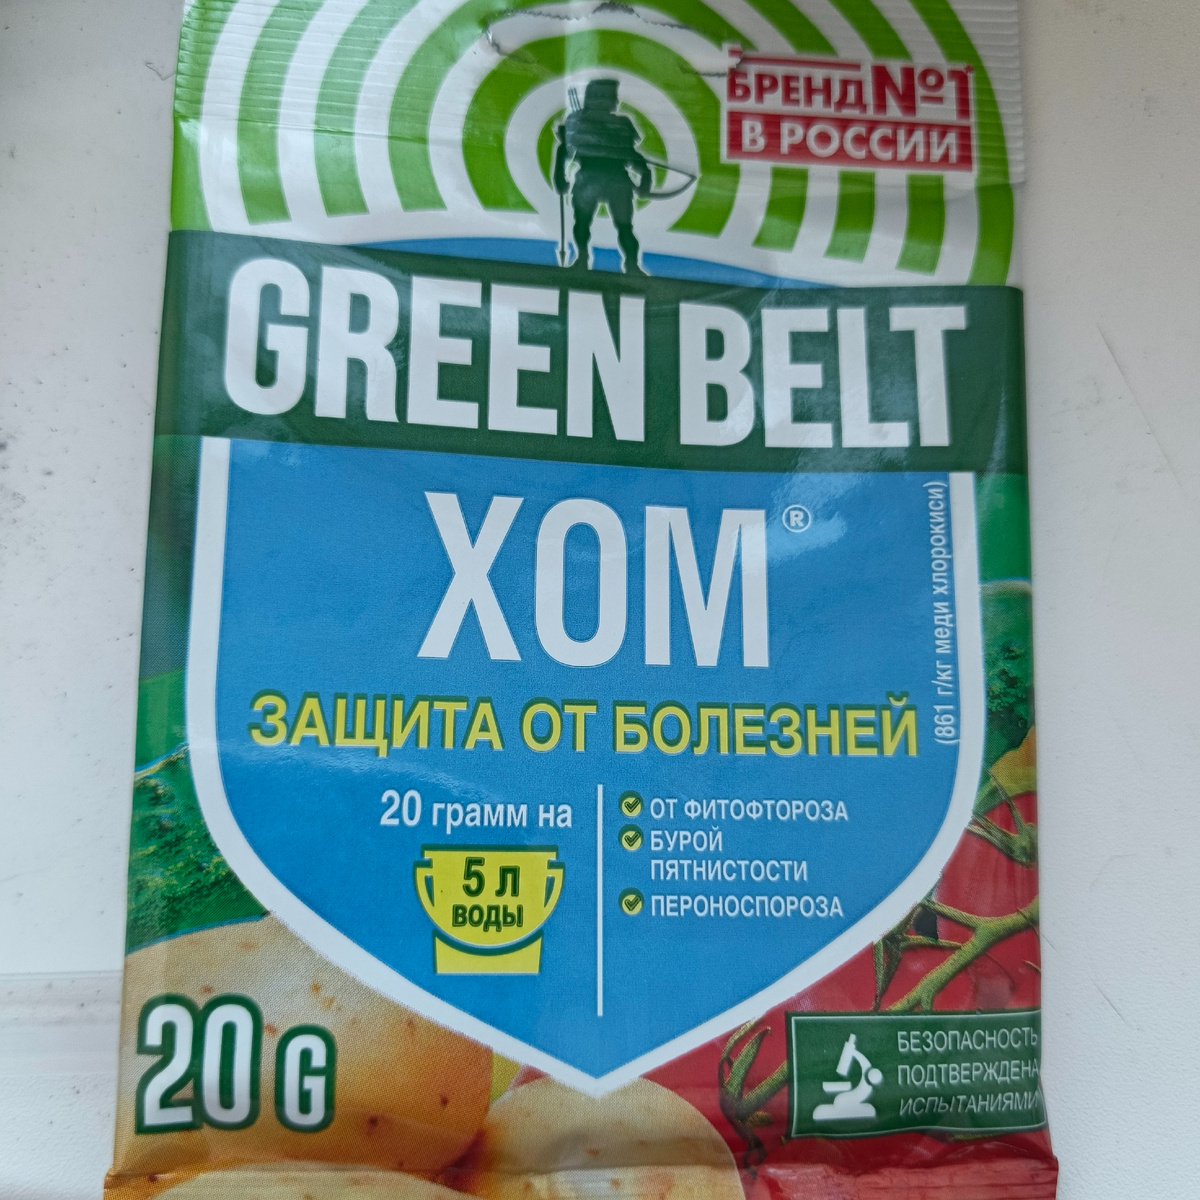 БРЕНД №1
В РОССИИ
GREEN BELT
ХОМ®
(861 г/кг меди хлорокиси)
ЗАЩИТА ОТ БОЛЕЗНЕЙ
20 грамм на
5 л
ВОДЫ
ОТ ФИТОФТОРОЗА
БУРОЙ
ПЯТНИСТОСТИ
ПЕРОНОСПОРОЗА
20 G
БЕЗОПАСНОСТЬ
ПОДТВЕРЖДЕНА
ИСПЫТАНИЯМИ